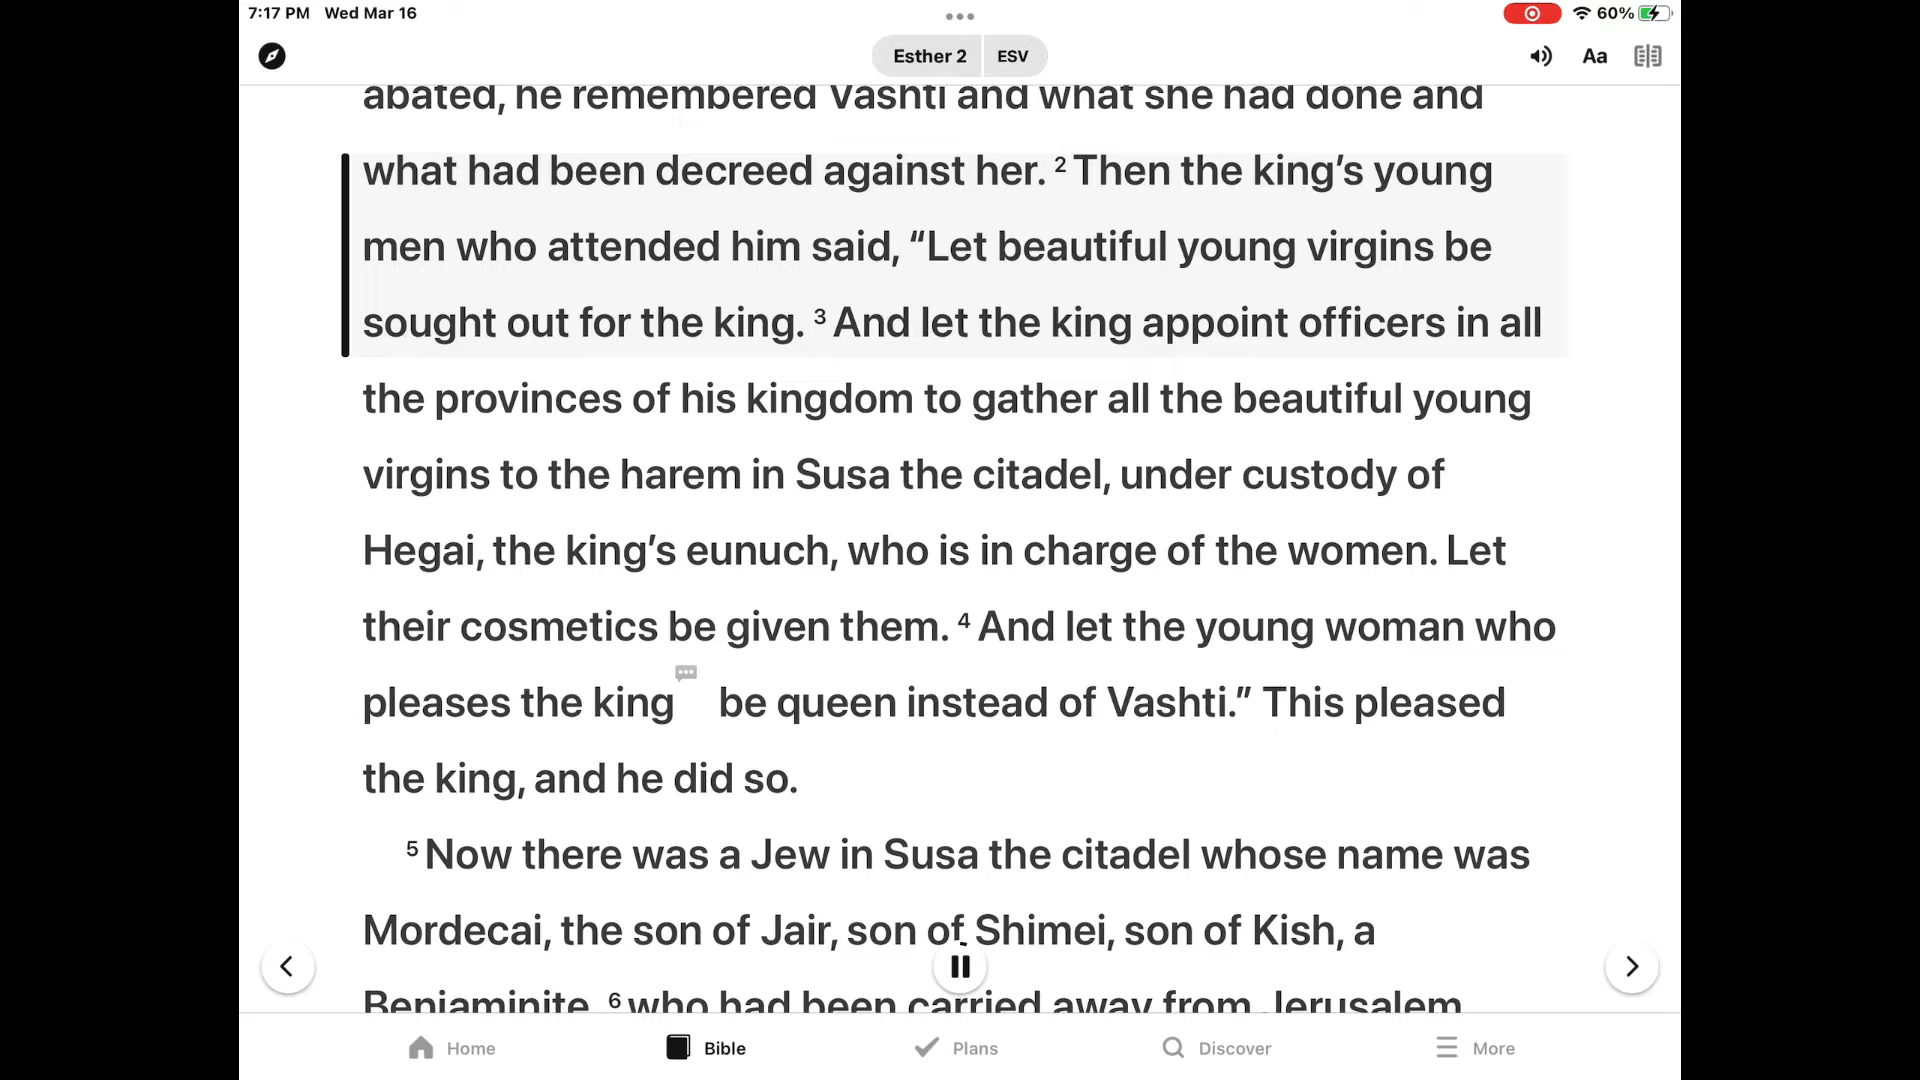 7:17 PM Wed Mar 16
60%
Esther 2 ESV
Aa
abated, he remembered Vashti and what she had done and
what had been decreed against her. 2 Then the king’s young
men who attended him said, “Let beautiful young virgins be
sought out for the king. 3 And let the king appoint officers in all
the provinces of his kingdom to gather all the beautiful young
virgins to the harem in Susa the citadel, under custody of
Hegai, the king’s eunuch, who is in charge of the women. Let
their cosmetics be given them. 4 And let the young woman who
pleases the king be queen instead of Vashti.” This pleased
the king, and he did so.
5 Now there was a Jew in Susa the citadel whose name was
Mordecai, the son of Jair, son of Shimei, son of Kish, a
Benjaminite, 6 who had been carried away from Jerusalem
Home Bible Plans Discover More